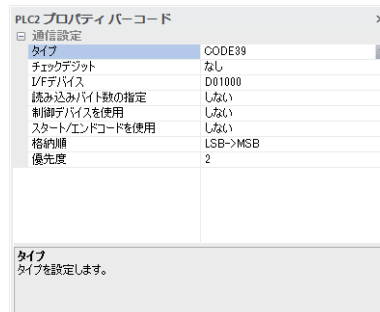 PLC2 プロパティ バーコード
通信設定
タイプ CODE39
チェックデジット なし
I/Fデバイス D01000
読み込みバイト数の指定 しない
制御デバイスを使用 しない
スタート/エンドコードを使用 しない
格納順 LSB->MSB
優先度 2
タイプ
タイプを設定します。